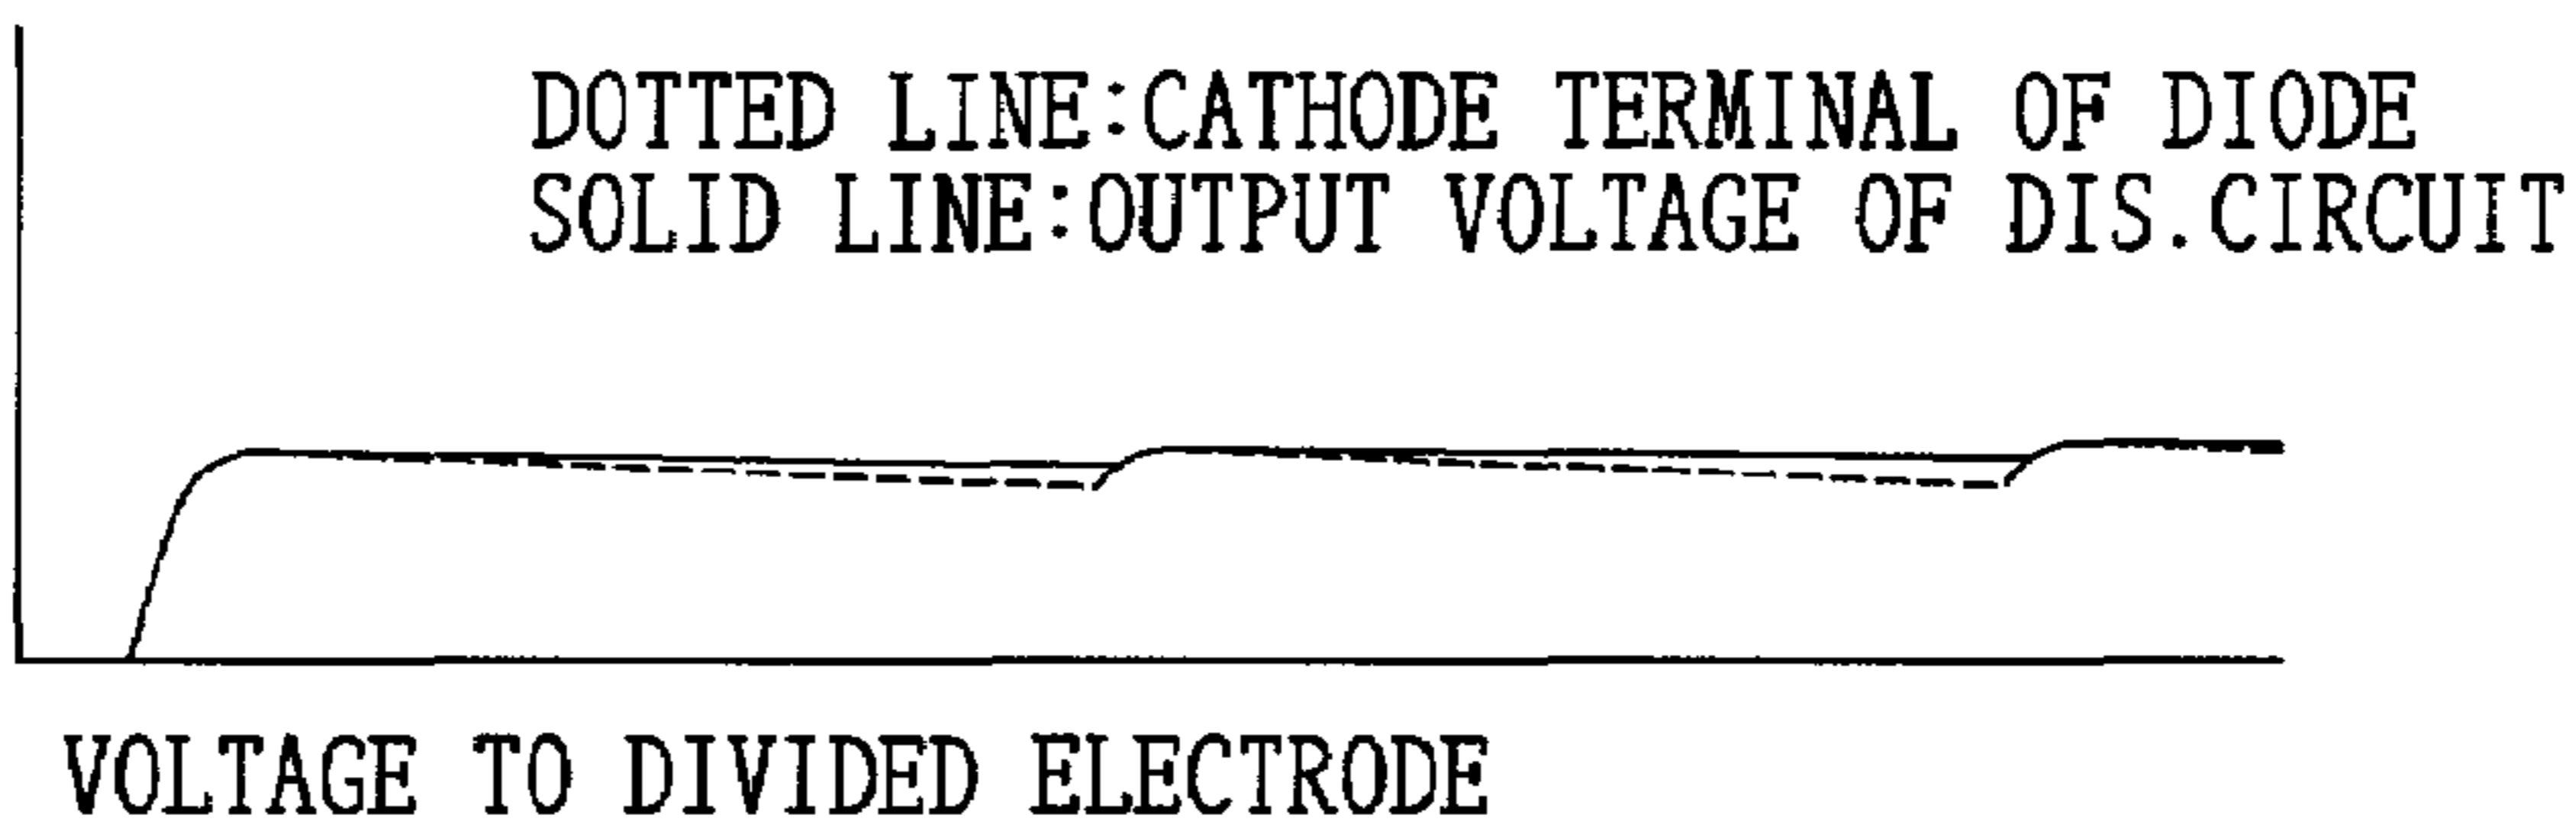 DOTTED LINE:CATHODE TERMINAL OF DIODE
SOLID LINE:OUTPUT VOLTAGE OF DIS.CIRCUIT
VOLTAGE TO DIVIDED ELECTRODE